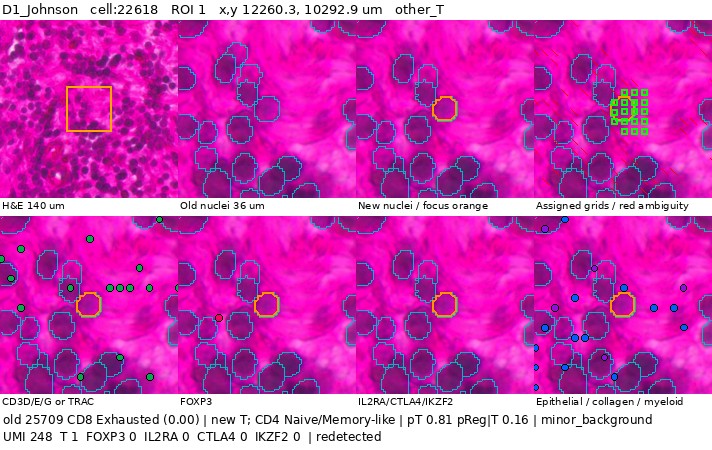 D1_Johnson cell:22618 ROI 1 x,y 12260.3, 10292.9 um other_T
H&E 140 um
Old nuclei 36 um
New nuclei / focus orange
Assigned grids / red ambiguity
CD3D/E/G or TRAC
FOXP3
IL2RA/CTLA4/IKZF2
Epithelial / collagen / myeloid
old 25709 CD8 Exhausted (0.00) | new T; CD4 Naive/Memory-like | pT 0.81 pReg|T 0.16 | minor_background
UMI 248 T 1 FOXP3 0 IL2RA 0 CTLA4 0 IKZF2 0 | redetected